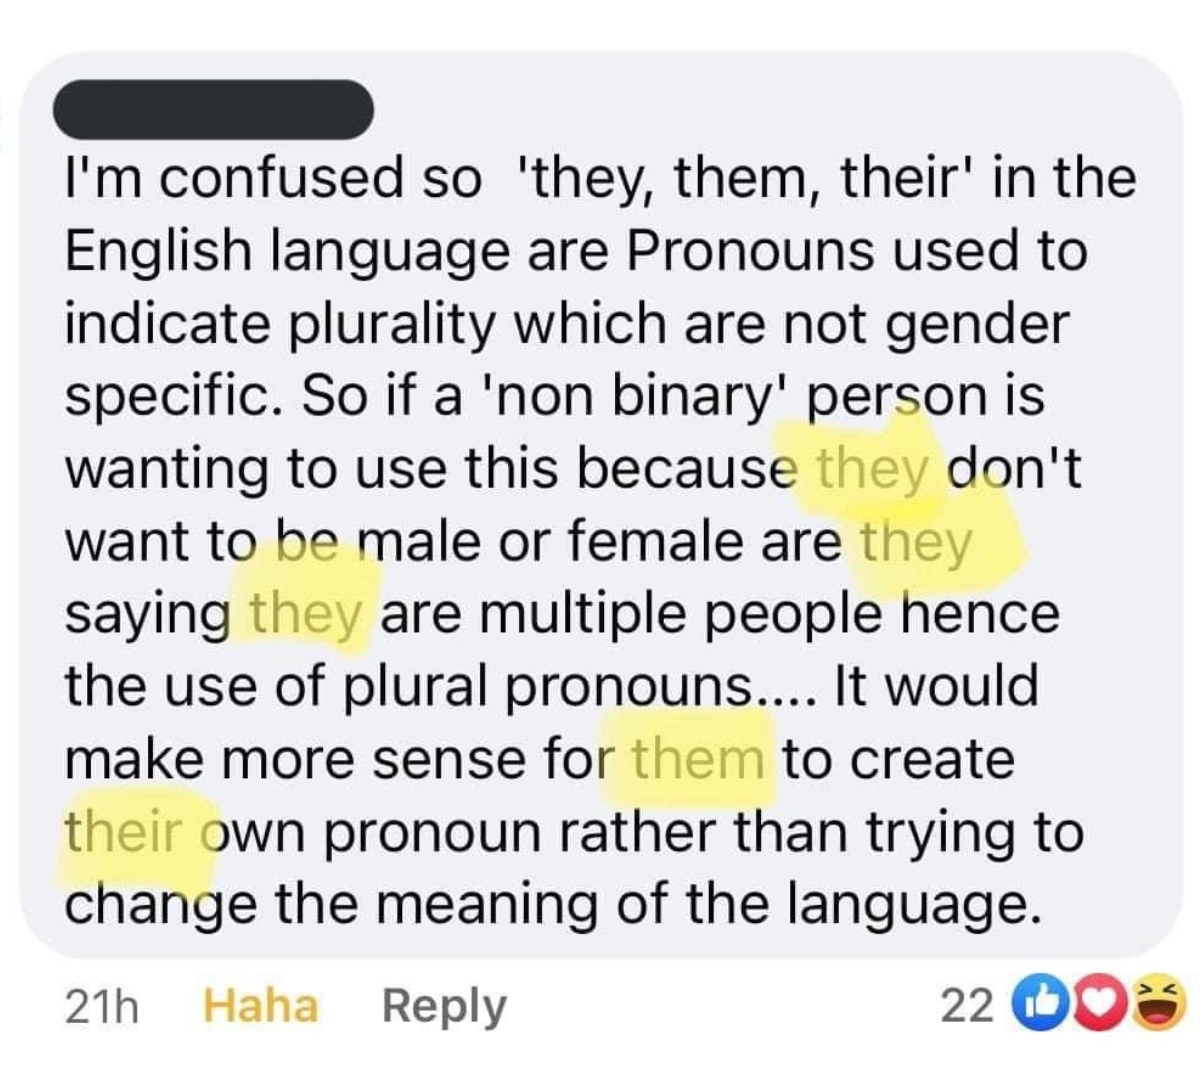 I'm confused so 'they, them, their' in the
English language are Pronouns used to
indicate plurality which are not gender
specific. So if a 'non binary' person is
wanting to use this because they don't
want to be male or female are they
saying they are multiple people hence
the use of plural pronouns.... It would
make more sense for them to create
their own pronoun rather than trying to
change the meaning of the language.
21h Haha Reply 22